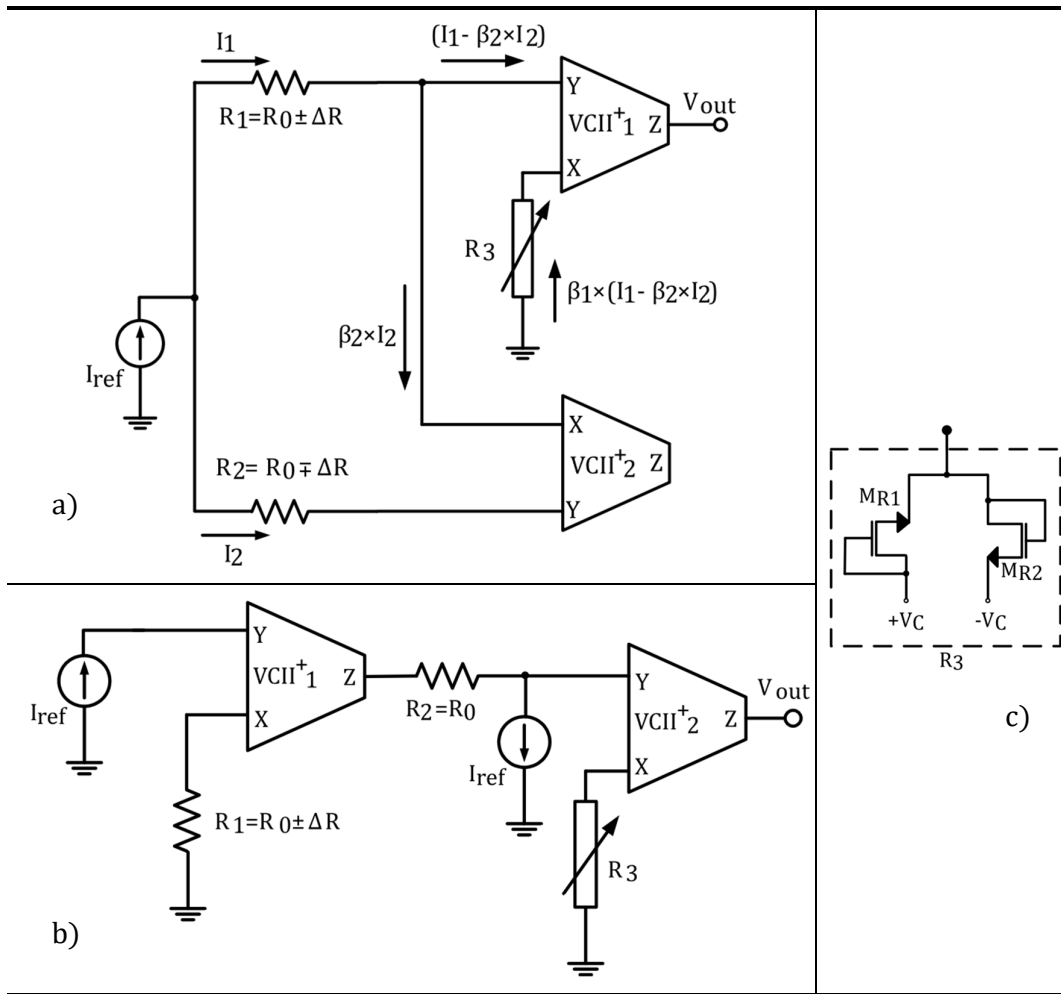 I1
(I1- β2×I2)
R1=R0±ΔR
Y
VCII+1
Z
Vout
X
R3
β1×(I1- β2×I2)
β2×I2
Iref
R2= R0∓ΔR
X
VCII+2
Z
Y
I2
a)
Y
VCII+1
Z
X
Iref
R2=R0
Iref
R1=R0±ΔR
Y
VCII+2
Z
Vout
X
R3
b)
MR1
MR2
+VC
-VC
R3
c)